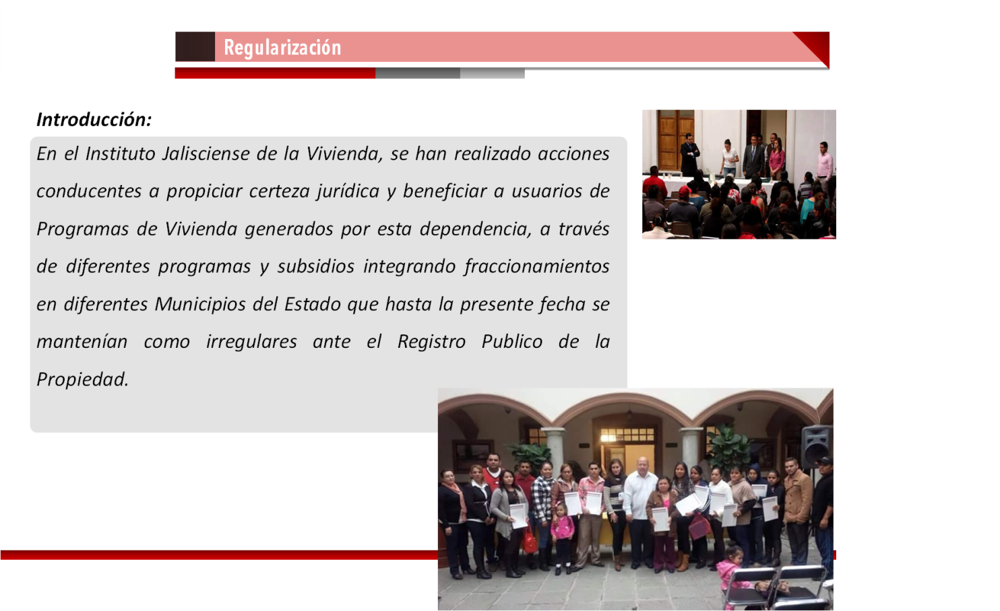 Regularización
Introducción:
En el Instituto Jalisciense de la Vivienda, se han realizado acciones
conducentes a propiciar certeza jurídica y beneficiar a usuarios de
Programas de Vivienda generados por esta dependencia, a través
de diferentes programas y subsidios integrando fraccionamientos
en diferentes Municipios del Estado que hasta la presente fecha se
mantenían como irregulares ante el Registro Publico de la
Propiedad.